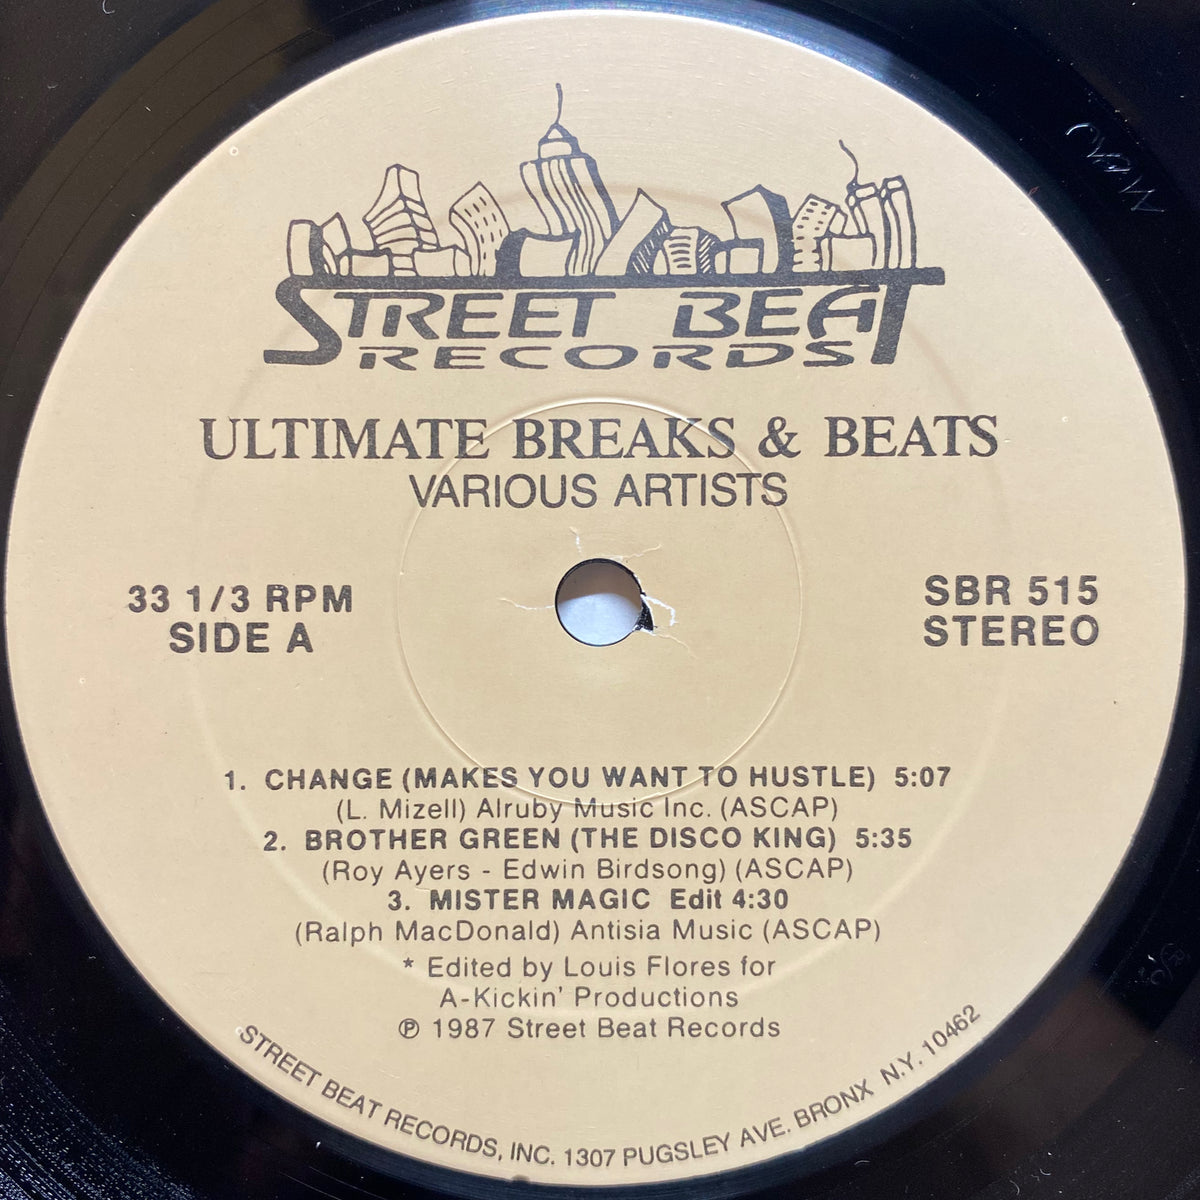 STREET BEAT
RECORDS
ULTIMATE BREAKS & BEATS
VARIOUS ARTISTS
33 1/3 RPM
SIDE A
SBR 515
STEREO
1. CHANGE (MAKES YOU WANT TO HUSTLE) 5:07
(L. Mizell) Alruby Music Inc. (ASCAP)
2. BROTHER GREEN (THE DISCO KING) 5:35
(Roy Ayers - Edwin Birdsong) (ASCAP)
3. MISTER MAGIC Edit 4:30
(Ralph MacDonald) Antisia Music (ASCAP)
* Edited by Louis Flores for
A-Kickin' Productions
℗ 1987 Street Beat Records
STREET BEAT RECORDS, INC. 1307 PUGSLEY AVE. BRONX N.Y. 10462